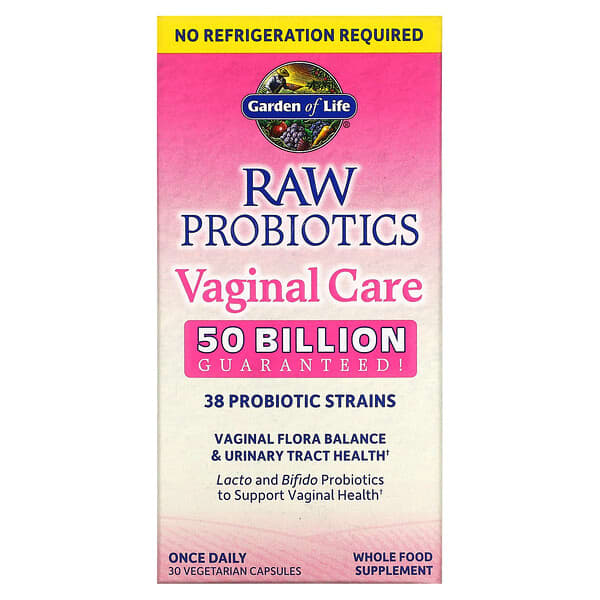 NO REFRIGERATION REQUIRED
Garden of Life®
RAW
PROBIOTICS
Vaginal Care
50 BILLION
GUARANTEED!
38 PROBIOTIC STRAINS
VAGINAL FLORA BALANCE
& URINARY TRACT HEALTH†
Lacto and Bifido Probiotics
to Support Vaginal Health†
ONCE DAILY
30 VEGETARIAN CAPSULES
WHOLE FOOD
SUPPLEMENT